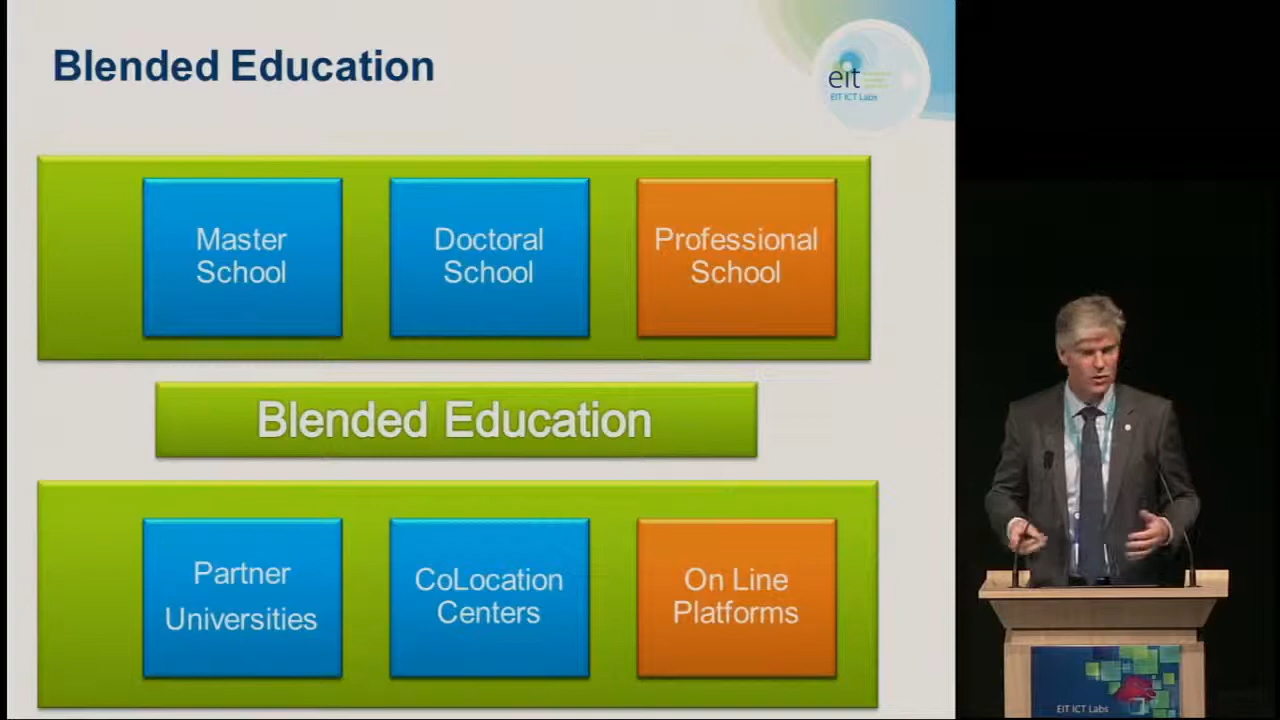 Blended Education
eit
EIT ICT Labs
Master
School
Doctoral
School
Professional
School
Blended Education
Partner
Universities
CoLocation
Centers
On Line
Platforms
EIT ICT Labs